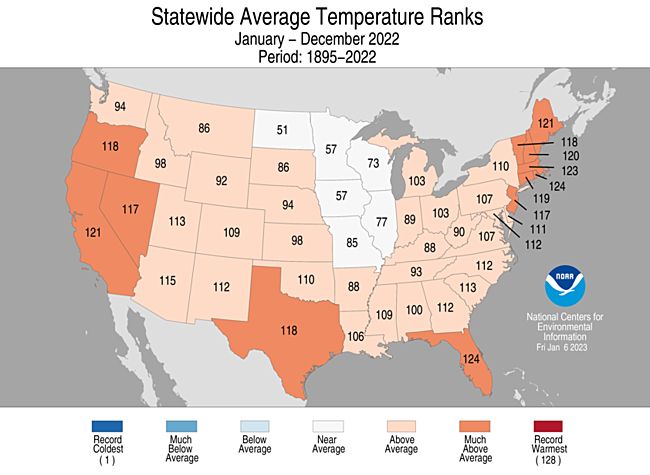 Statewide Average Temperature Ranks
January – December 2022
Period: 1895–2022
94
121
86
51
57
118
118
73
98
86
110
120
92
103
123
124
94
57
107
119
117
113
77
89
103
117
121
109
98
85
90
107
111
88
112
93
115
112
110
88
112
113
109
100
112
118
106
124
NOAA
National Centers for
Environmental
Information
Fri Jan 6 2023
Record
Coldest
( 1 )
Much
Below
Average
Below
Average
Near
Average
Above
Average
Much
Above
Average
Record
Warmest
( 128 )